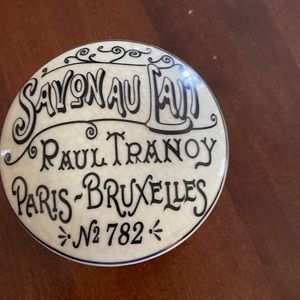 SAVON AU LAIT
PAUL TRANOY
PARIS-BRUXELLES
Nº 782